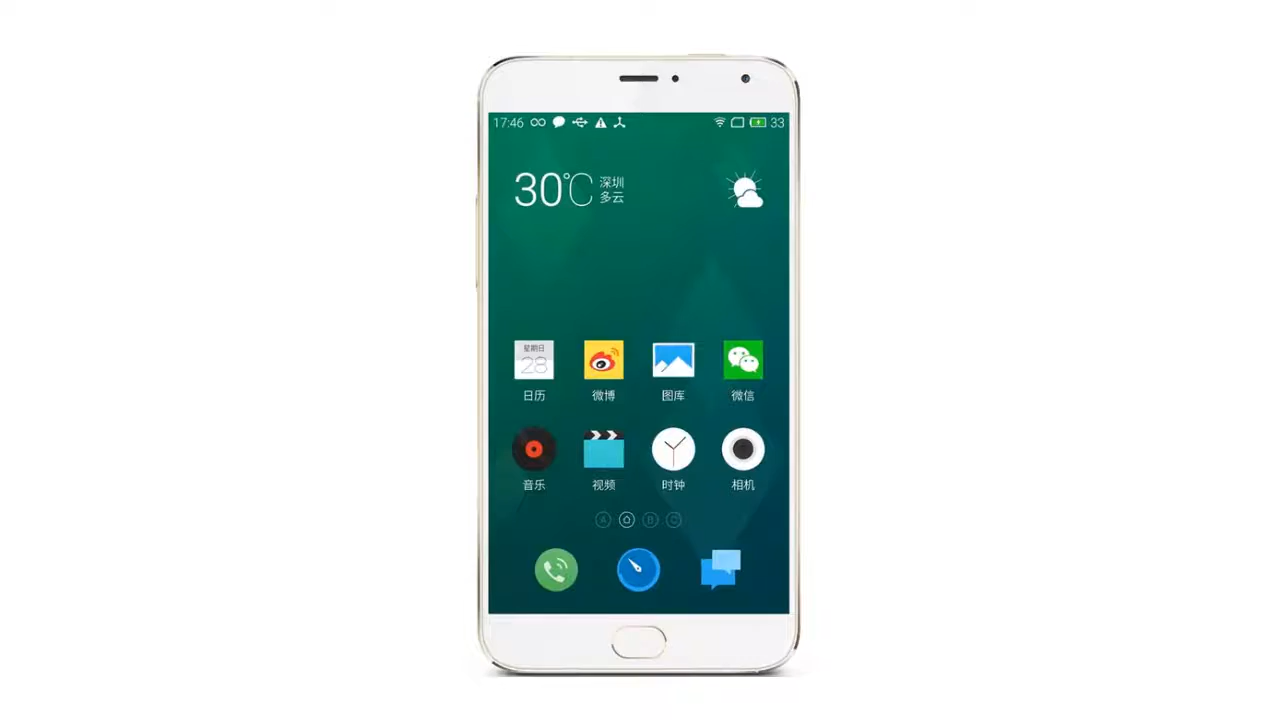 17:46 33
30℃ 深圳
多云
星期日
28
日历 微博 图库 微信
音乐 视频 时钟 相机